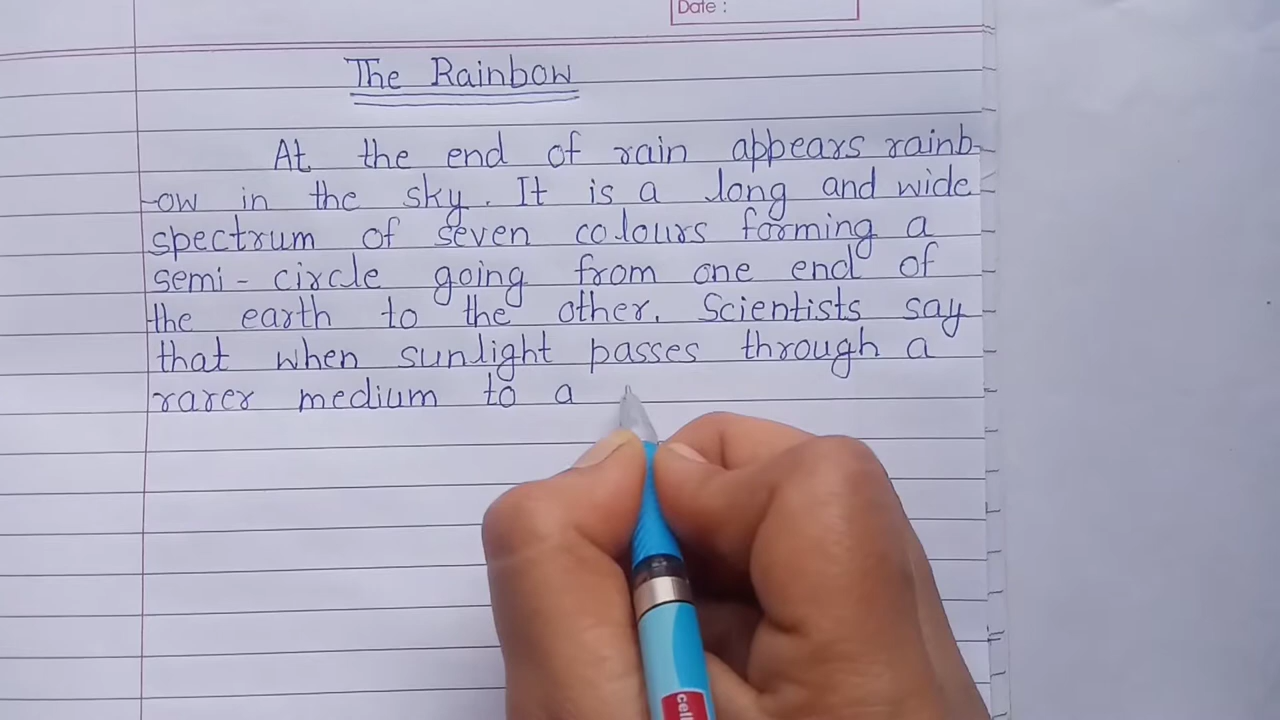 Date :
The Rainbow
At the end of rain appears rainb-
-ow in the sky. It is a long and wide
spectrum of seven colours forming a
semi-circle going from one end of
the earth to the other. Scientists say
that when sunlight passes through a
rarer medium to a
cell